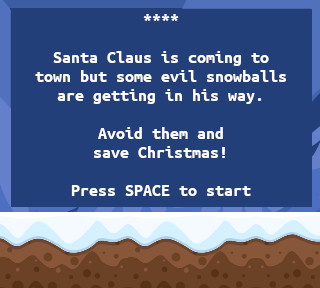 ****
Santa Claus is coming to
town but some evil snowballs
are getting in his way.
Avoid them and
save Christmas!
Press SPACE to start